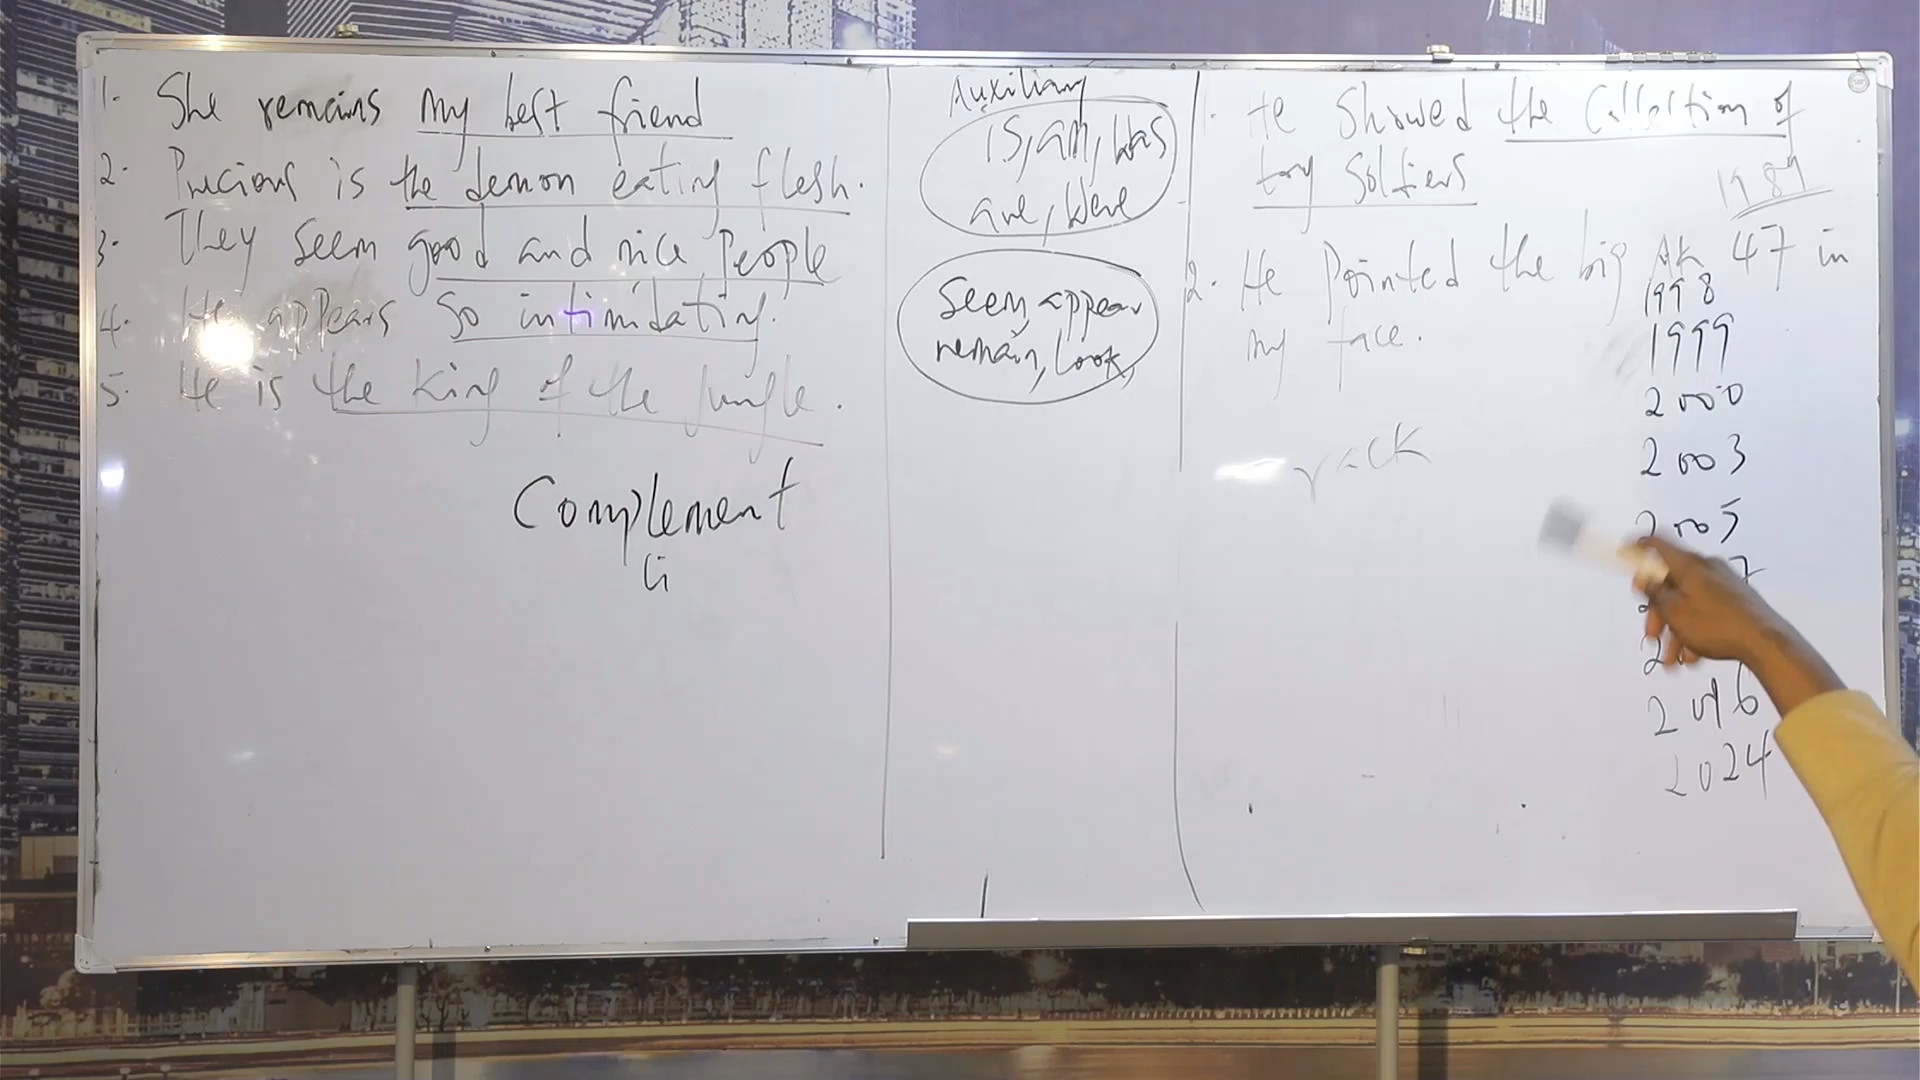 1. She remains my best friend
2. Precious is the demon eating flesh.
3. They seem good and nice people
4. He appears so intimidating.
5. He is the King of the jungle.
Complement
Auxiliary
is, am, was
are, were
Seem, appear
remain, look,
1. He showed the collection of
toy soldiers
1989
2. He pointed the big AK 47 in
my face.
rack
1998
1999
2000
2003
2005
2016
2024